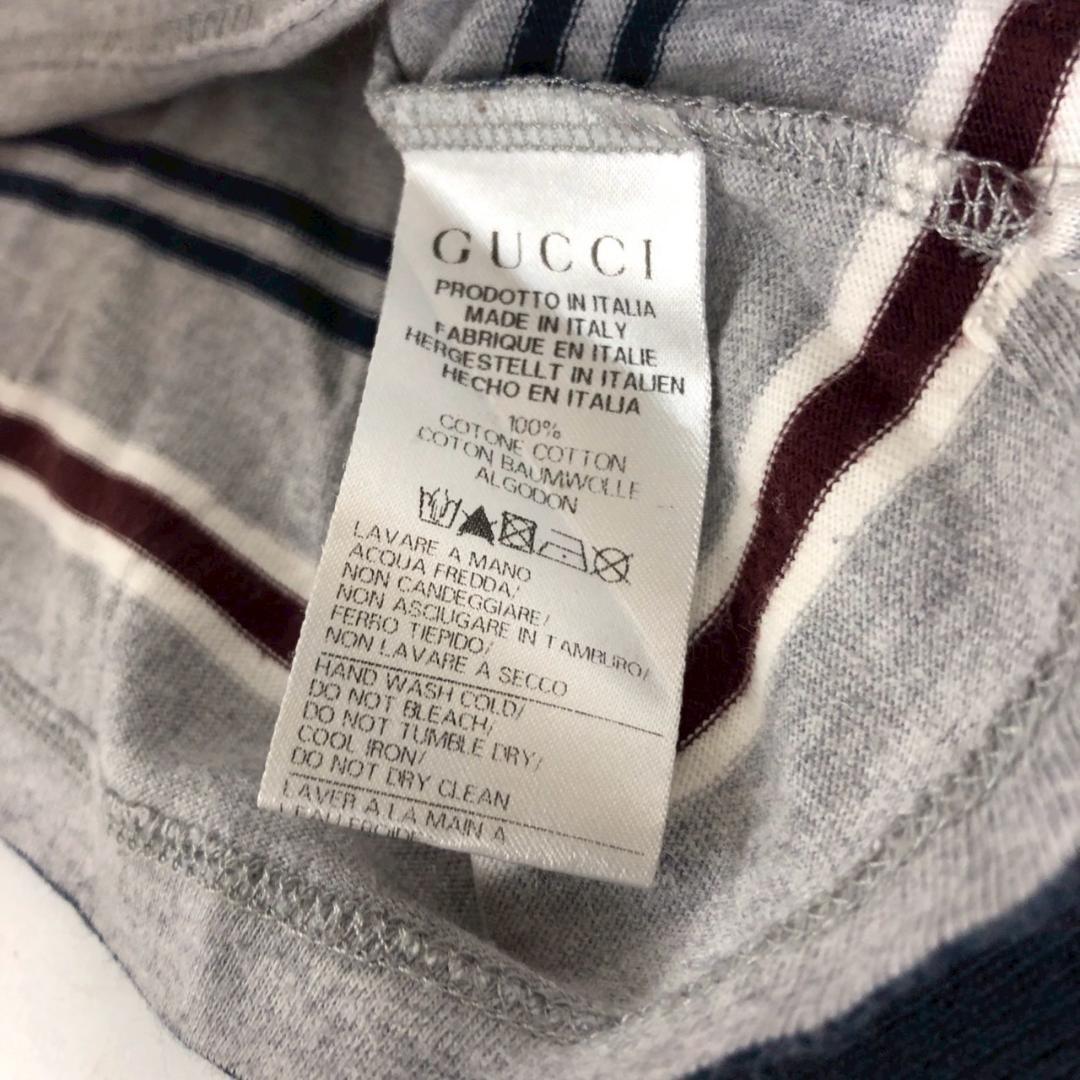 GUCCI
PRODOTTO IN ITALIA
MADE IN ITALY
FABRIQUE EN ITALIE
HERGESTELLT IN ITALIEN
HECHO EN ITALIA
100%
COTONE COTTON
COTON BAUMWOLLE
ALGODON
LAVARE A MANO
ACQUA FREDDA/
NON CANDEGGIARE/
NON ASCIUGARE IN TAMBURO/
FERRO TIEPIDO/
NON LAVARE A SECCO
HAND WASH COLD/
DO NOT BLEACH/
DO NOT TUMBLE DRY/
COOL IRON/
DO NOT DRY CLEAN
LAVER A LA MAIN A